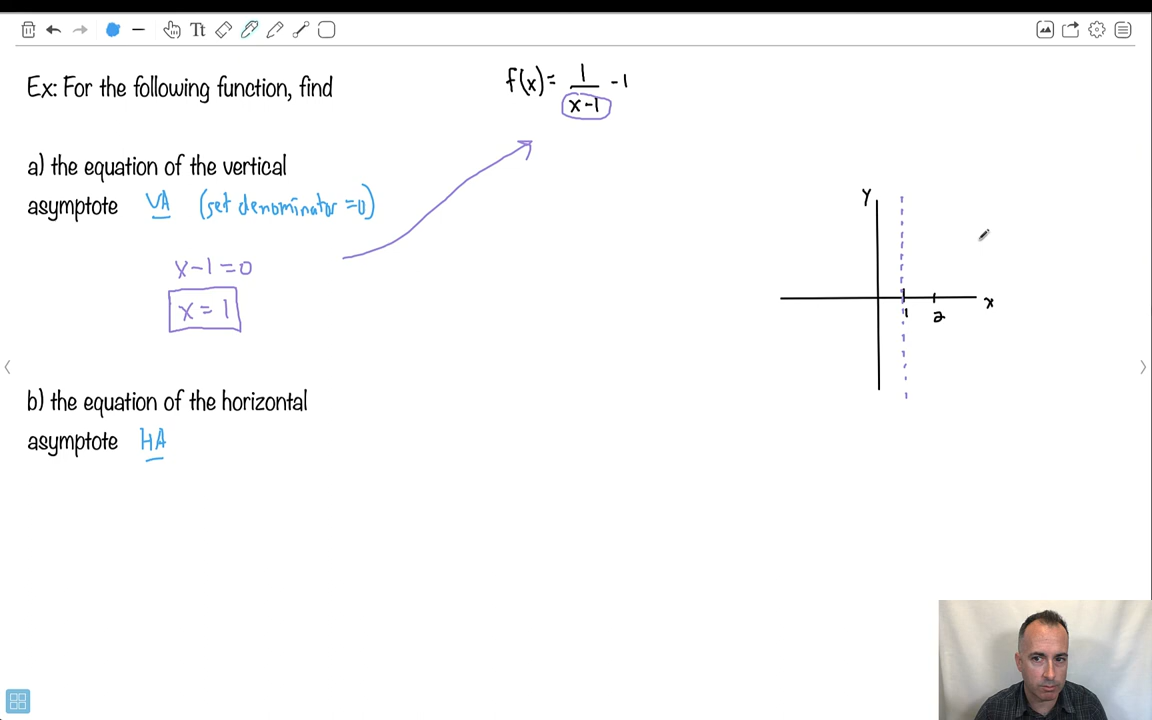 Tt
Ex: For the following function, find
f(x)= 1/(x-1) -1
a) the equation of the vertical
asymptote VA (set denominator =0)
x-1=0
x = 1
b) the equation of the horizontal
asymptote HA
y
x
1 2